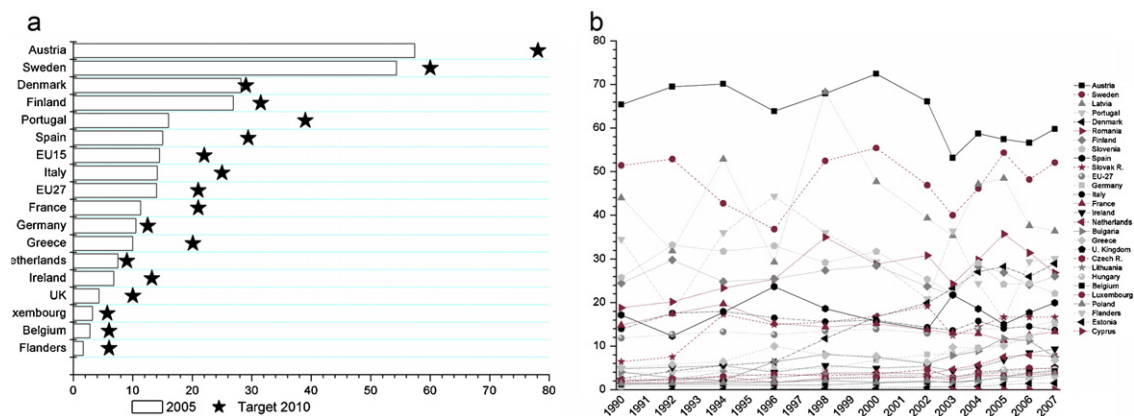 a
Austria
Sweden
Denmark
Finland
Portugal
Spain
EU15
Italy
EU27
France
Germany
Greece
etherlands
Ireland
UK
xembourg
Belgium
Flanders
0 10 20 30 40 50 60 70 80
2005 ★ Target 2010
b
80
70
60
50
40
30
20
10
0
1990 1991 1992 1993 1994 1995 1996 1997 1998 1999 2000 2001 2002 2003 2004 2005 2006 2007
Austria
Sweden
Latvia
Portugal
Denmark
Romania
Finland
Slovenia
Spain
Slovak R.
EU-27
Germany
Italy
France
Ireland
Netherlands
Bulgaria
Greece
U. Kingdom
Czech R.
Lithuania
Hungary
Belgium
Luxembourg
Poland
Flanders
Estonia
Cyprus